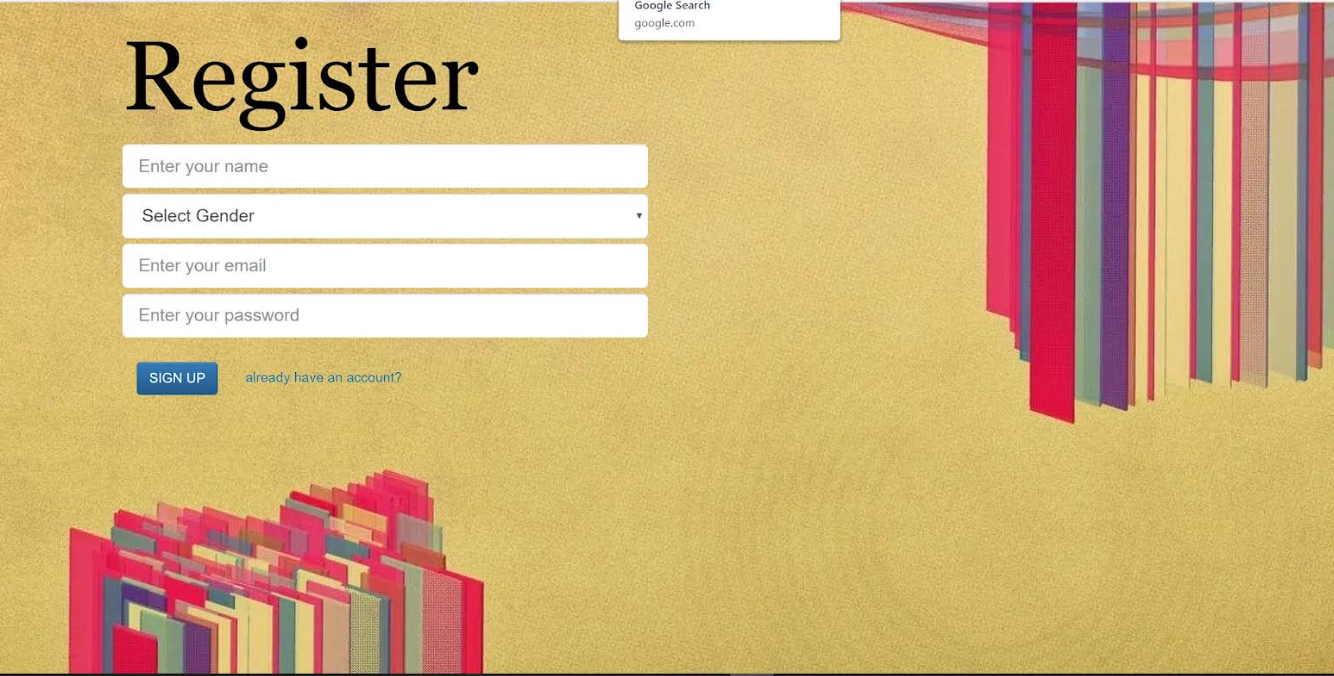 Google Search
google.com
Register
Enter your name
Select Gender
Enter your email
Enter your password
SIGN UP
already have an account?